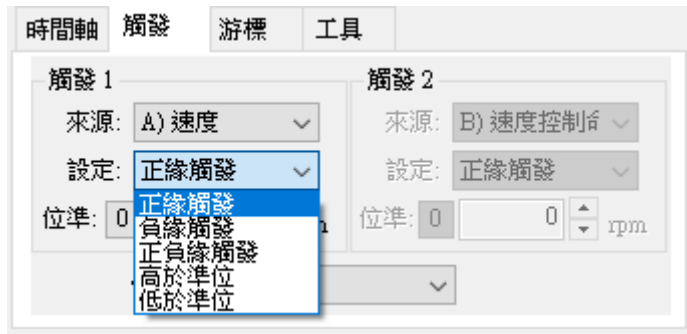 時間軸 觸發 游標 工具
觸發 1 觸發 2
來源: A) 速度 來源: B) 速度控制
設定: 正緣觸發 設定: 正緣觸發
位準: 0 位準: 0 0 rpm
正緣觸發
負緣觸發
正負緣觸發
高於準位
低於準位